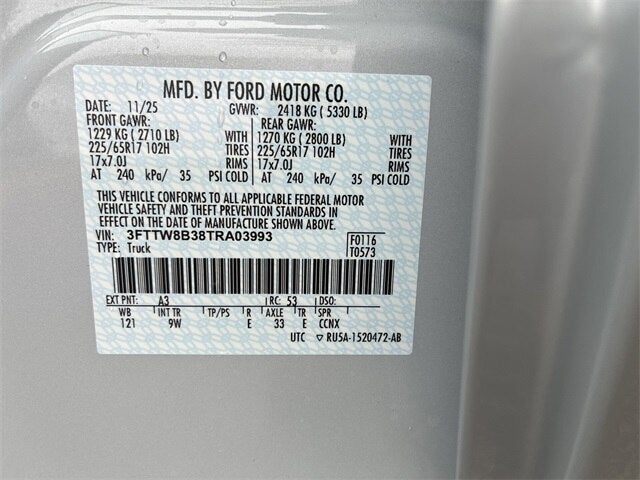 MFD. BY FORD MOTOR CO.
DATE: 11/25 GVWR: 2418 KG ( 5330 LB)
FRONT GAWR: REAR GAWR:
1229 KG ( 2710 LB) WITH 1270 KG ( 2800 LB) WITH
225/65R17 102H TIRES 225/65R17 102H TIRES
17x7.0J RIMS 17x7.0J RIMS
AT 240 kPa/ 35 PSI COLD AT 240 kPa/ 35 PSI COLD
THIS VEHICLE CONFORMS TO ALL APPLICABLE FEDERAL MOTOR
VEHICLE SAFETY AND THEFT PREVENTION STANDARDS IN
EFFECT ON THE DATE OF MANUFACTURE SHOWN ABOVE.
VIN: 3FTTW8B38TRA03993 F0116
TYPE: Truck T0573
EXT PNT: A3 RC: 53 DSO:
WB INT TR TP/PS R AXLE TR SPR
121 9W E 33 E CCNX
UTC ▽ RU5A-1520472-AB